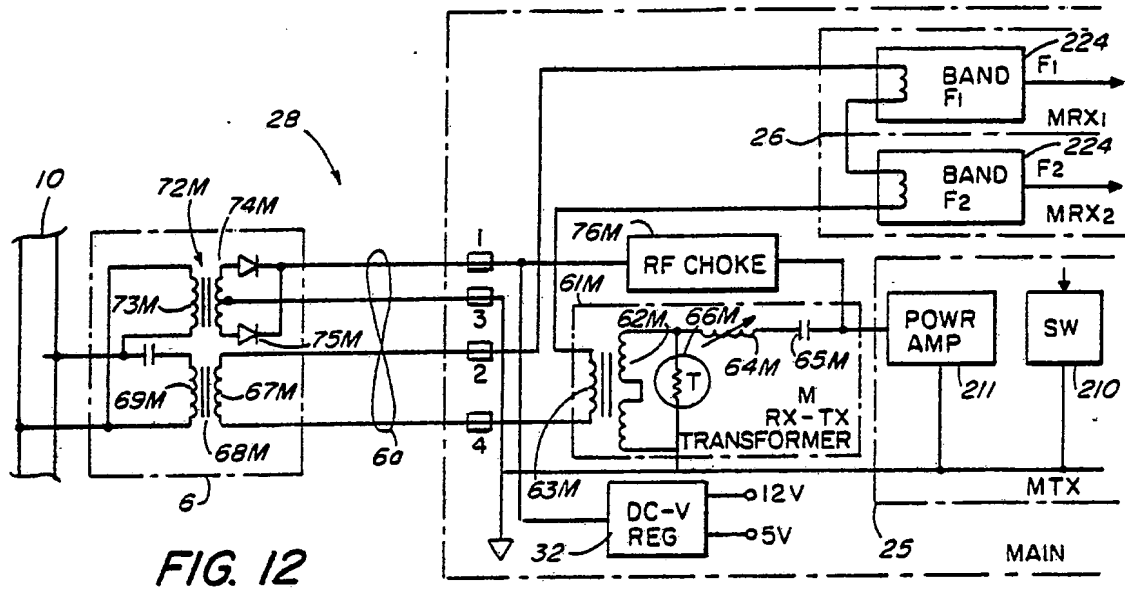 224
BAND
F1
F1
MRX1
28
26
224
BAND
F2
F2
MRX2
10
72M
74M
76M
1
RF CHOKE
61M
3
62M
66M
73M
POWR
AMP
SW
75M
2
T
64M
65M
211
210
69M
67M
M
RX-TX
TRANSFORMER
4
68M
6a
63M
MTX
6
12V
DC-V
REG
5V
32
25
MAIN
FIG. 12